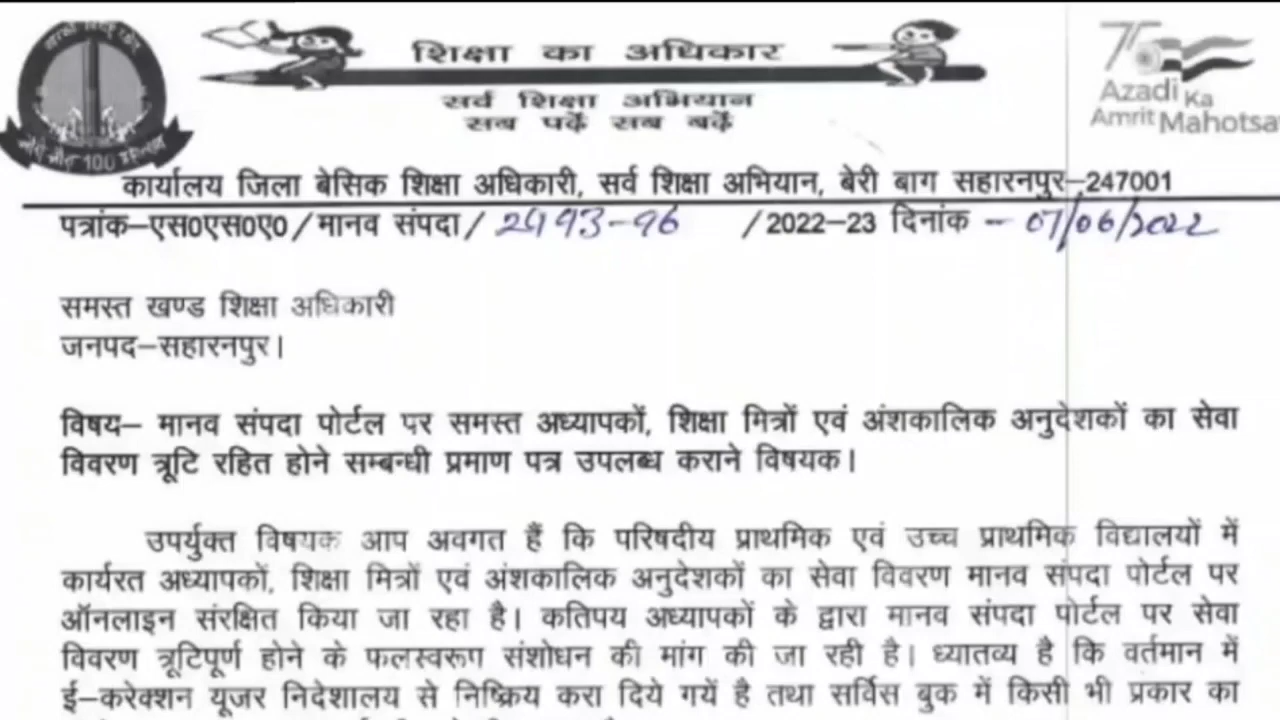 शिक्षा का अधिकार
सर्व शिक्षा अभियान
सब पढ़ें सब बढ़ें
Azadi Ka
Amrit Mahotsa
कार्यालय जिला बेसिक शिक्षा अधिकारी, सर्व शिक्षा अभियान, बेरी बाग सहारनपुर–247001
पत्रांक–एस0एस0ए0/मानव संपदा/ 2493-96 /2022–23 दिनांक – 07/06/2022
समस्त खण्ड शिक्षा अधिकारी
जनपद–सहारनपुर।
विषय– मानव संपदा पोर्टल पर समस्त अध्यापकों, शिक्षा मित्रों एवं अंशकालिक अनुदेशकों का सेवा
विवरण त्रूटि रहित होने सम्बन्धी प्रमाण पत्र उपलब्ध कराने विषयक।
उपर्युक्त विषयक आप अवगत हैं कि परिषदीय प्राथमिक एवं उच्च प्राथमिक विद्यालयों में
कार्यरत अध्यापकों, शिक्षा मित्रों एवं अंशकालिक अनुदेशकों का सेवा विवरण मानव संपदा पोर्टल पर
ऑनलाइन संरक्षित किया जा रहा है। कतिपय अध्यापकों के द्वारा मानव संपदा पोर्टल पर सेवा
विवरण त्रूटिपूर्ण होने के फलस्वरूप संशोधन की मांग की जा रही है। ध्यातव्य है कि वर्तमान में
ई–करेक्शन यूजर निदेशालय से निष्क्रिय करा दिये गयें है तथा सर्विस बुक में किसी भी प्रकार का